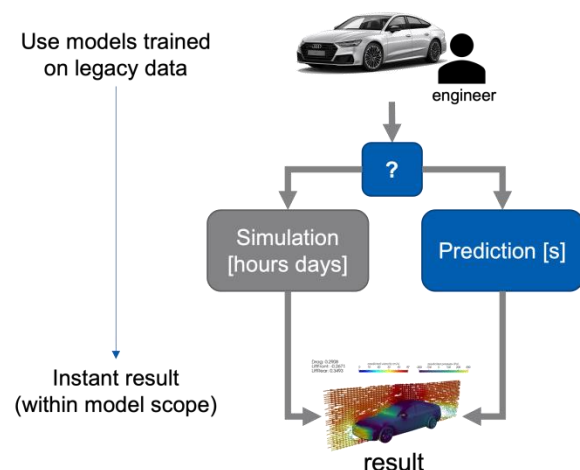 Use models trained
on legacy data
engineer
?
Simulation
[hours days]
Prediction [s]
Instant result
(within model scope)
result